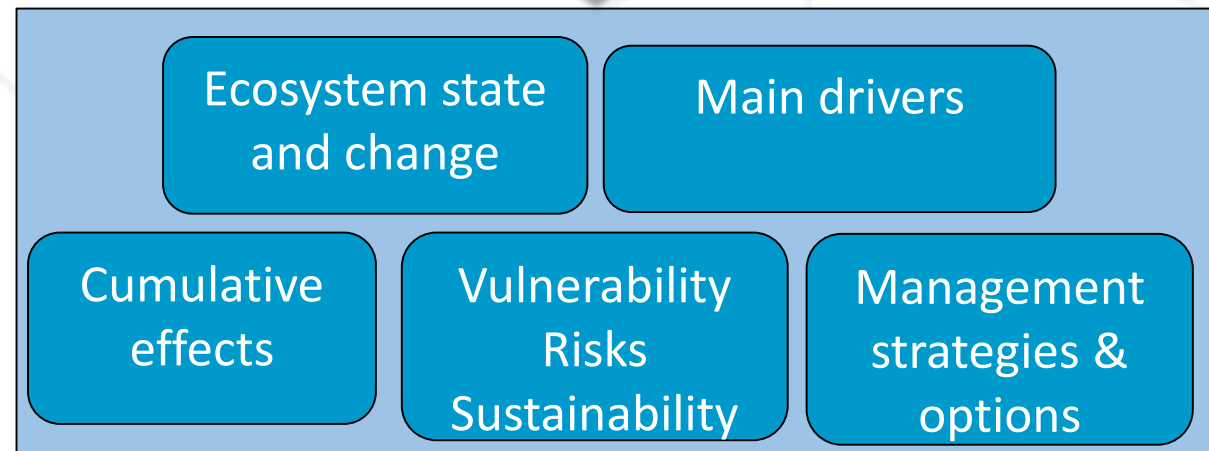 Ecosystem state
and change
Main drivers
Cumulative
effects
Vulnerability
Risks
Sustainability
Management
strategies &
options